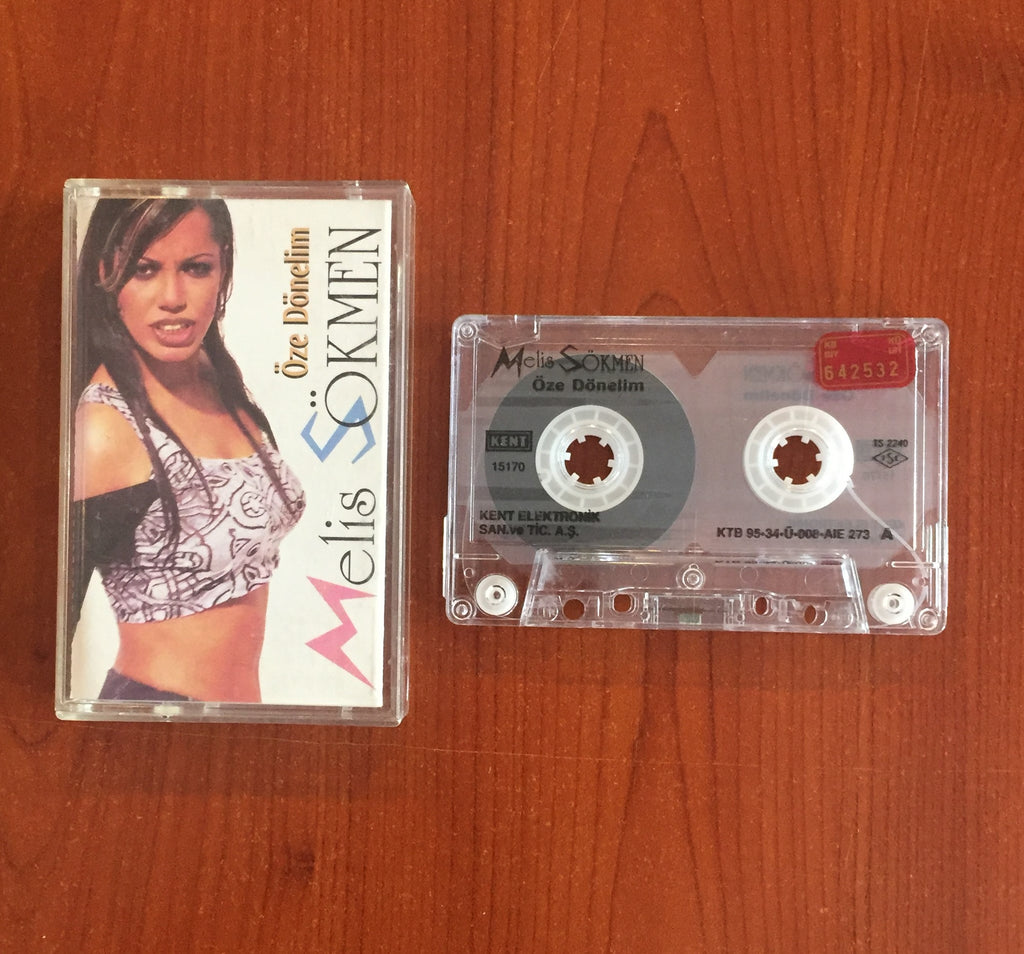 Öze Dönelim
Melis SÖKMEN
Melis SÖKMEN
Öze Dönelim
642532
KENT
15170
TS 2240
TSE
KENT ELEKTRONİK
SAN.ve TİC. A.Ş.
KTB 95-34-Ü-008-AIE 273 A